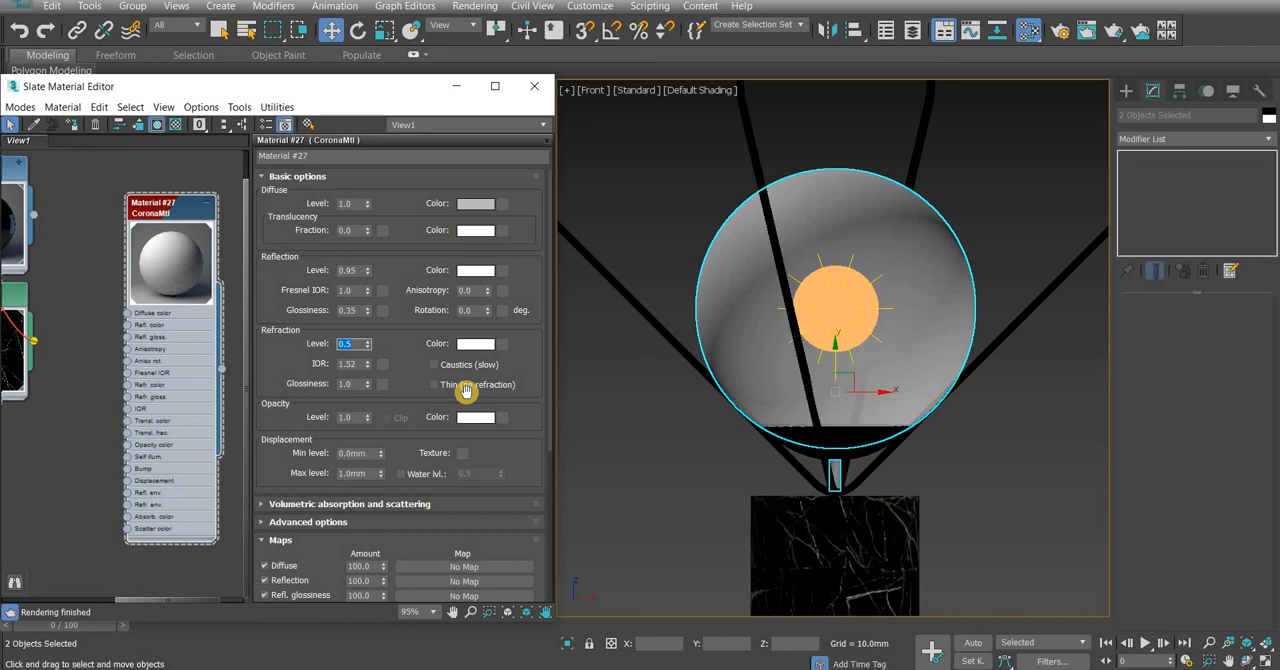 Edit Tools Group Views Create Modifiers Animation Graph Editors Rendering Civil View Customize Scripting Content Help
All View Create Selection Set
Modeling Freeform Selection Object Paint Populate
Polygon Modeling
Slate Material Editor
Modes Material Edit Select View Options Tools Utilities
View1
View1
Material #27 ( CoronaMtl )
Material #27
Material #27
CoronaMtl
Diffuse color
Refl. color
Refl. gloss.
Anisotropy
Aniso rot.
Fresnel IOR
Refr. color
Refr. gloss.
IOR
Transl. color
Transl. frac.
Opacity color
Self illum.
Bump
Displacement
Refl. env.
Refr. env.
Absorb. color
Scatter color
Basic options
Diffuse
Level: 1.0 Color:
Translucency
Fraction: 0.0 Color:
Reflection
Level: 0.95 Color:
Fresnel IOR: 1.0 Anisotropy: 0.0
Glossiness: 0.35 Rotation: 0.0 deg.
Refraction
Level: 0.5 Color:
IOR: 1.52 Caustics (slow)
Glossiness: 1.0 Thin refraction)
Opacity
Level: 1.0 Clip Color:
Displacement
Min level: 0.0mm Texture:
Max level: 1.0mm Water lvl.: 0.5
Volumetric absorption and scattering
Advanced options
Maps
Amount Map
Diffuse 100.0 No Map
Reflection 100.0 No Map
Refl. glossiness 100.0 No Map
Rendering finished 95%
[+] [Front ] [Standard ] [Default Shading ]
y
x
z
x
2 Objects Selected
Modifier List
0 / 100
2 Objects Selected X: Y: Z: Grid = 10.0mm
Click and drag to select and move objects Add Time Tag
Auto Selected
Set K. Filters...
0